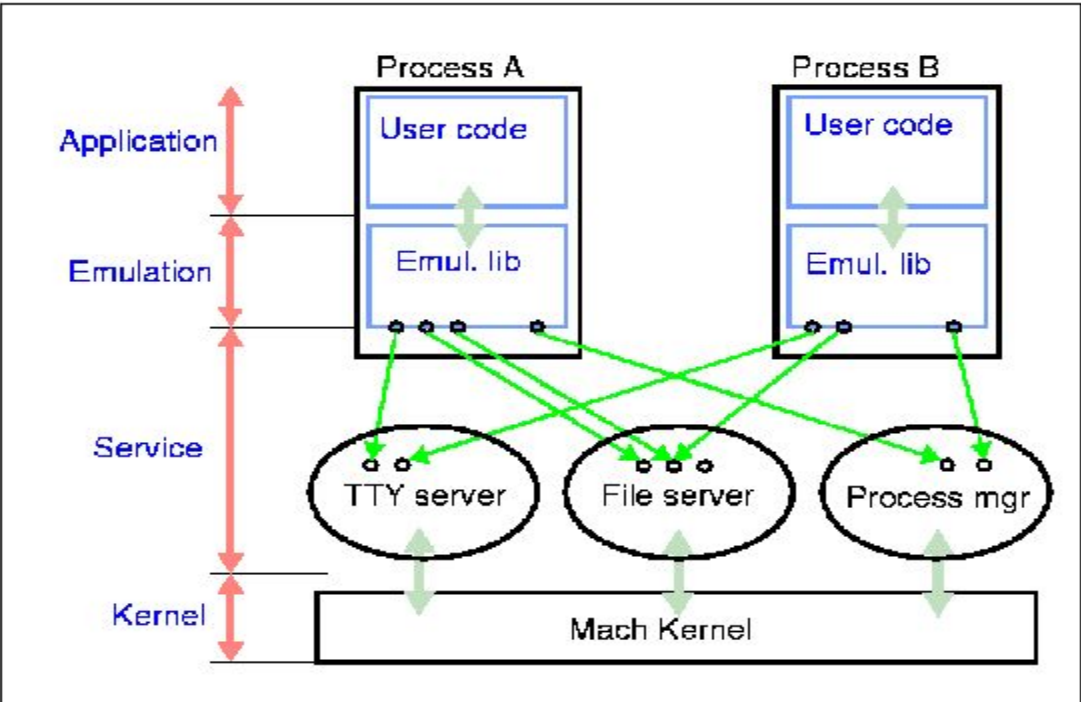 Process A
Process B
Application
User code
User code
Emulation
Emul. lib
Emul. lib
Service
TTY server
File server
Process mgr
Kernel
Mach Kernel